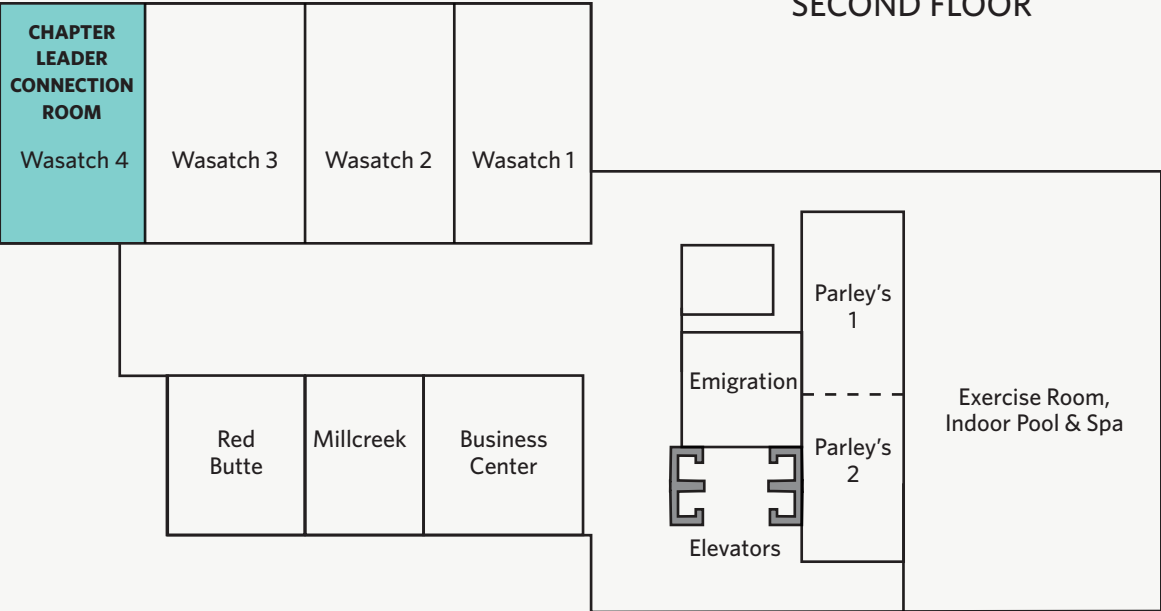 SECOND FLOOR
CHAPTER
LEADER
CONNECTION
ROOM
Wasatch 4
Wasatch 3
Wasatch 2
Wasatch 1
Parley's
1
Emigration
Parley's
2
Exercise Room,
Indoor Pool & Spa
Red
Butte
Millcreek
Business
Center
Elevators